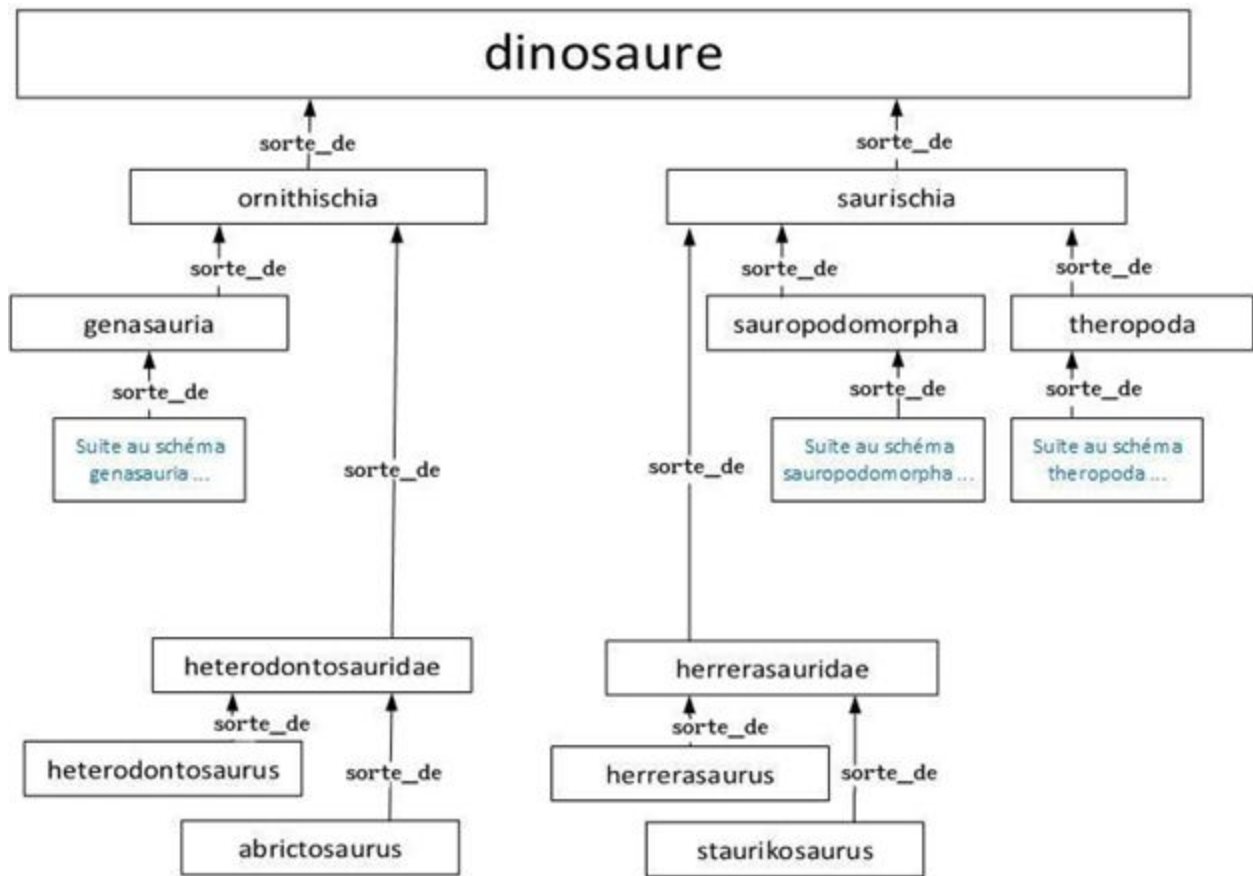 dinosaure
sorte_de
sorte_de
ornithischia
saurischia
sorte_de
sorte_de
sorte_de
genasauria
sauropodomorpha
theropoda
sorte_de
sorte_de
sorte_de
Suite au schéma
genasauria ...
Suite au schéma
sauropodomorpha ...
Suite au schéma
theropoda ...
sorte_de
sorte_de
heterodontosauridae
herrerasauridae
sorte_de
sorte_de
heterodontosaurus
herrerasaurus
sorte_de
sorte_de
abrictosaurus
staurikosaurus